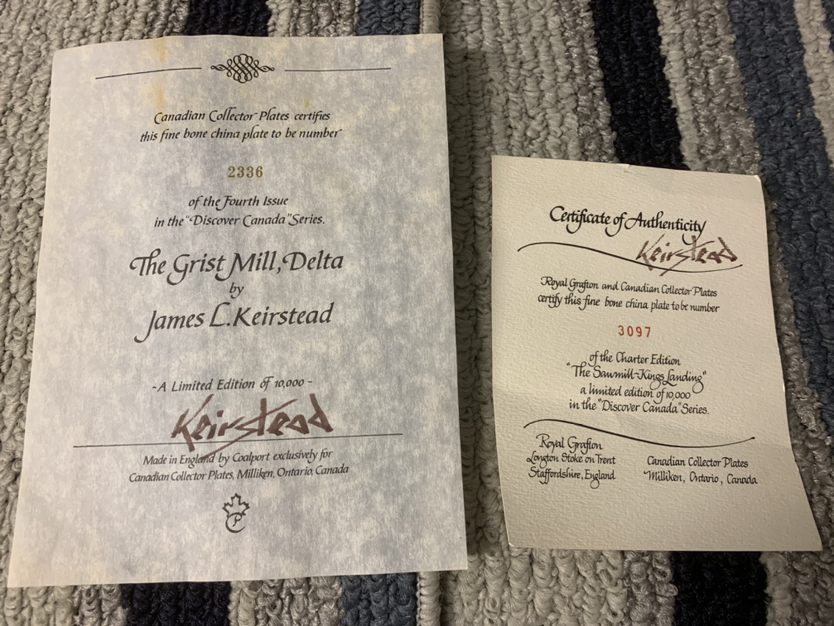 Canadian Collector Plates certifies
this fine bone china plate to be number
2336
of the Fourth Issue
in the "Discover Canada" Series.
The Grist Mill, Delta
by
James L. Keirstead
- A Limited Edition of 10,000 -
Keirstead
Made in England by Coalport exclusively for
Canadian Collector Plates, Milliken, Ontario, Canada
Certificate of Authenticity
Keirstead
Royal Grafton and Canadian Collector Plates
certify this fine bone china plate to be number
3097
of the Charter Edition
"The Sawmill-Kings Landing"
a limited edition of 10,000
in the "Discover Canada" Series.
Royal Grafton
Longton Stoke on Trent
Staffordshire, England
Canadian Collector Plates
Milliken, Ontario, Canada